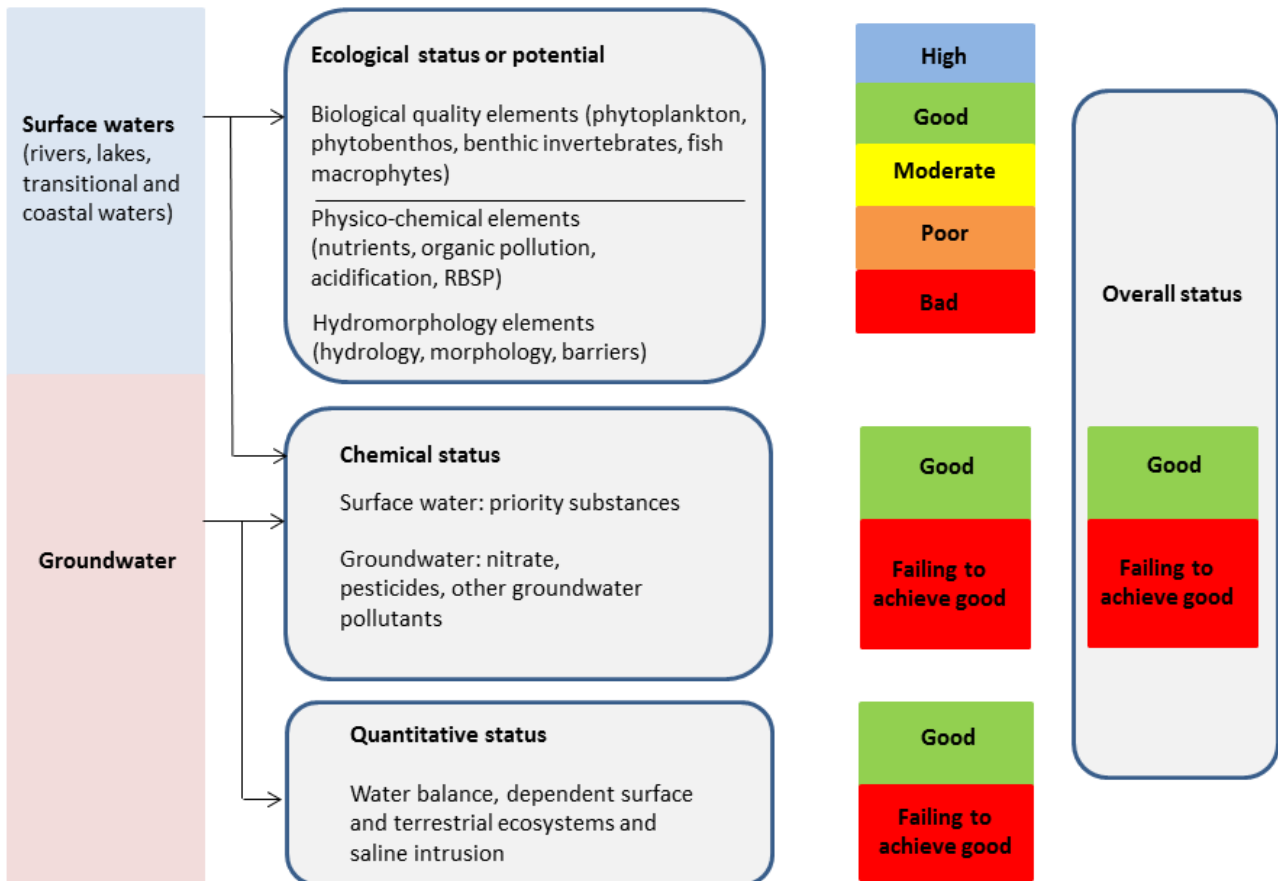 Surface waters
(rivers, lakes,
transitional and
coastal waters)
Groundwater
Ecological status or potential
Biological quality elements (phytoplankton,
phytobenthos, benthic invertebrates, fish
macrophytes)
Physico-chemical elements
(nutrients, organic pollution,
acidification, RBSP)
Hydromorphology elements
(hydrology, morphology, barriers)
High
Good
Moderate
Poor
Bad
Chemical status
Surface water: priority substances
Groundwater: nitrate,
pesticides, other groundwater
pollutants
Good
Failing to
achieve good
Quantitative status
Water balance, dependent surface
and terrestrial ecosystems and
saline intrusion
Good
Failing to
achieve good
Overall status
Good
Failing to
achieve good